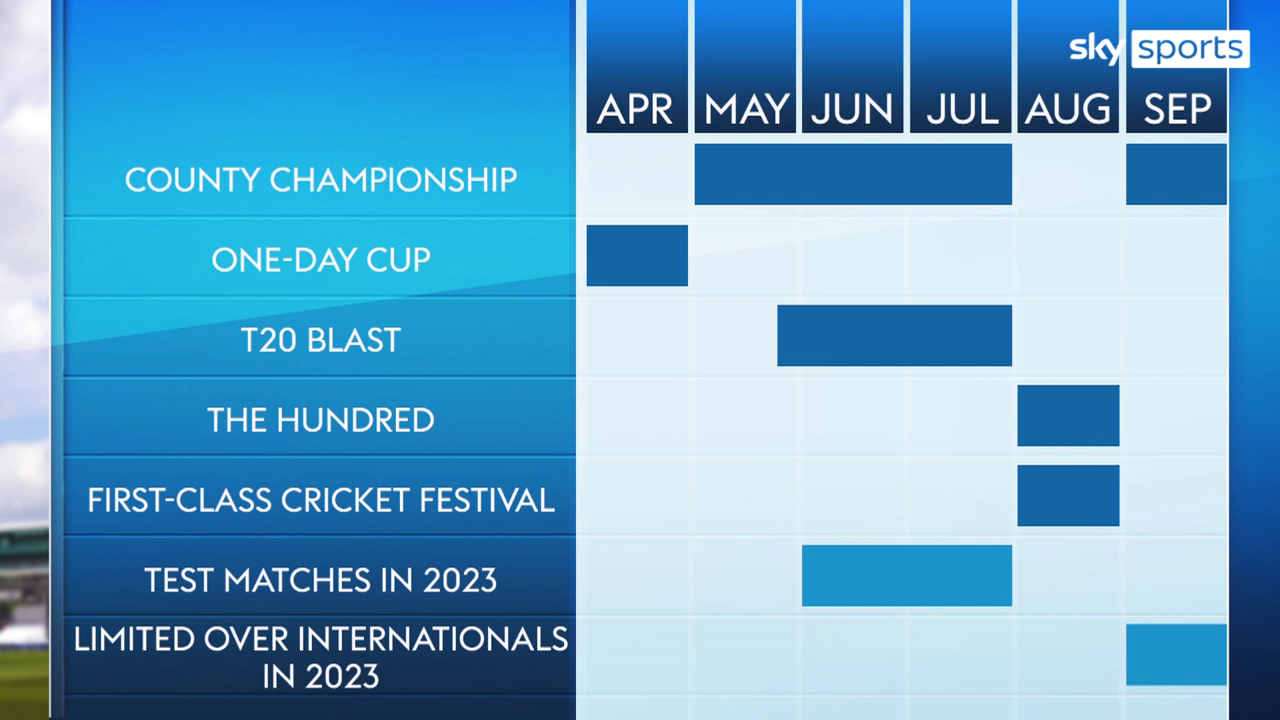 sky sports
APR MAY JUN JUL AUG SEP
COUNTY CHAMPIONSHIP
ONE-DAY CUP
T20 BLAST
THE HUNDRED
FIRST-CLASS CRICKET FESTIVAL
TEST MATCHES IN 2023
LIMITED OVER INTERNATIONALS
IN 2023